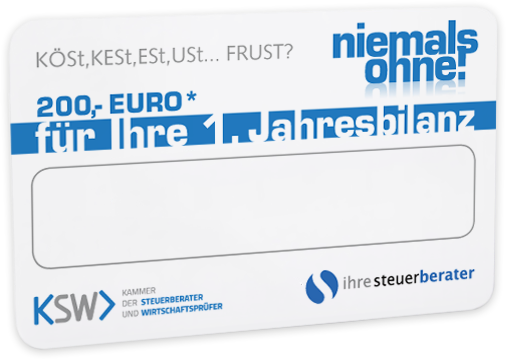 KÖSt,KESt,ESt,USt... FRUST?
niemals
ohne!
200,- EURO*
für Ihre 1. Jahresbilanz
KSW
KAMMER
DER STEUERBERATER
UND WIRTSCHAFTSPRÜFER
ihresteuerberater